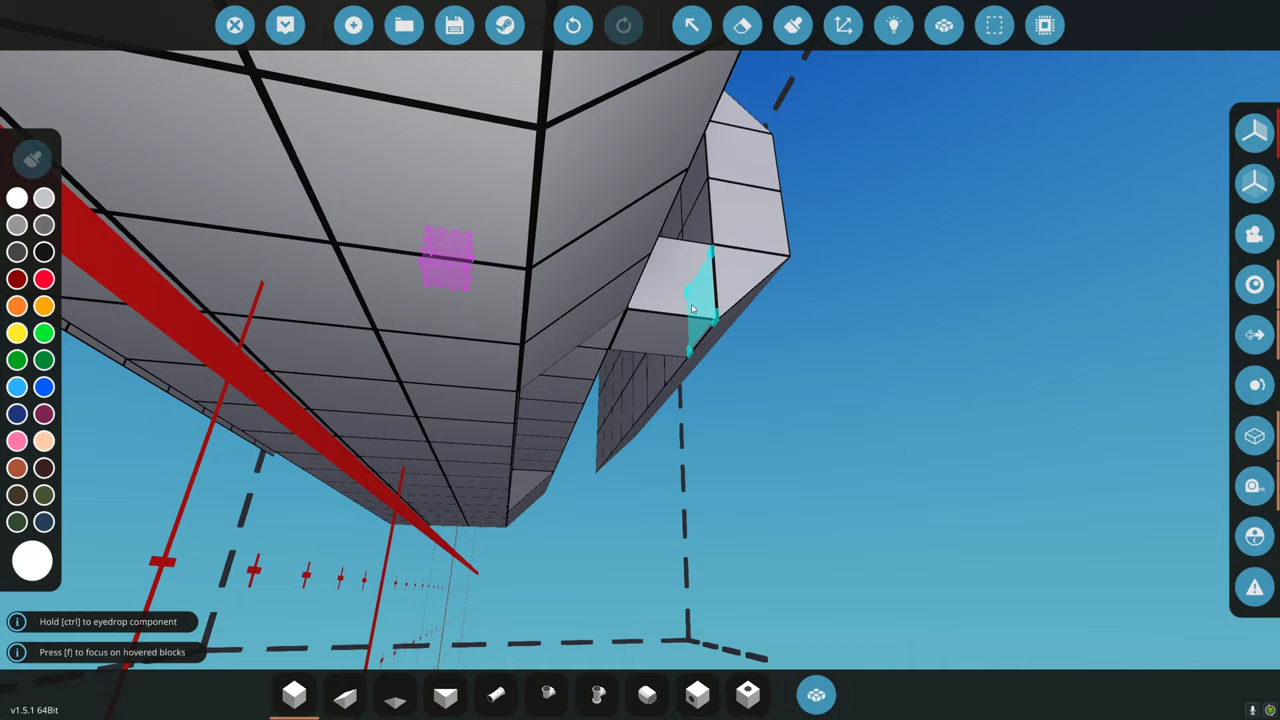 Hold [ctrl] to eyedrop component
Press [f] to focus on hovered blocks
v1.5.1 64Bit